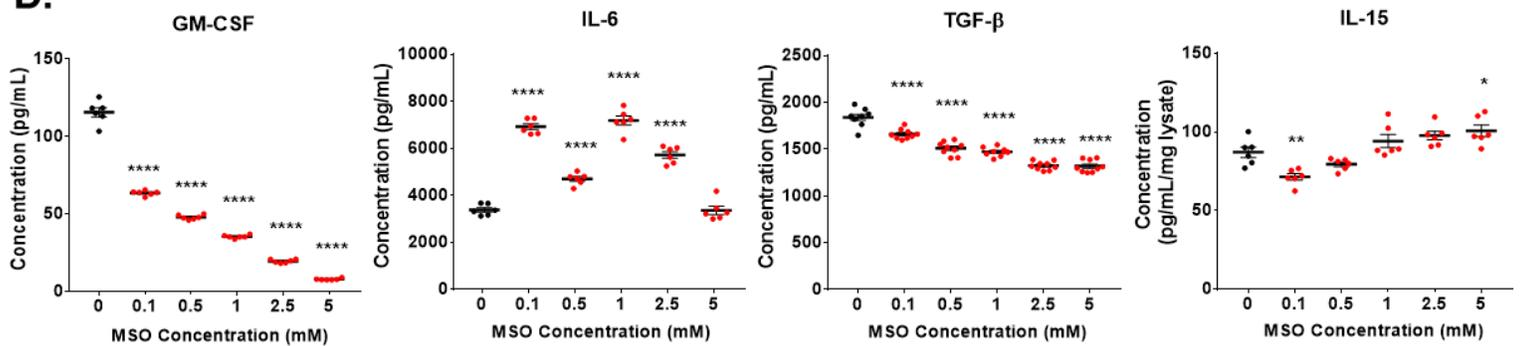 D.
GM-CSF
Concentration (pg/mL)
150
100
50
0
****
****
****
****
****
0 0.1 0.5 1 2.5 5
MSO Concentration (mM)
IL-6
Concentration (pg/mL)
10000
8000
6000
4000
2000
0
****
****
****
****
0 0.1 0.5 1 2.5 5
MSO Concentration (mM)
TGF-β
Concentration (pg/mL)
2500
2000
1500
1000
500
0
****
****
****
****
****
0 0.1 0.5 1 2.5 5
MSO Concentration (mM)
IL-15
Concentration
(pg/mL/mg lysate)
150
100
50
0
**
*
0 0.1 0.5 1 2.5 5
MSO Concentration (mM)